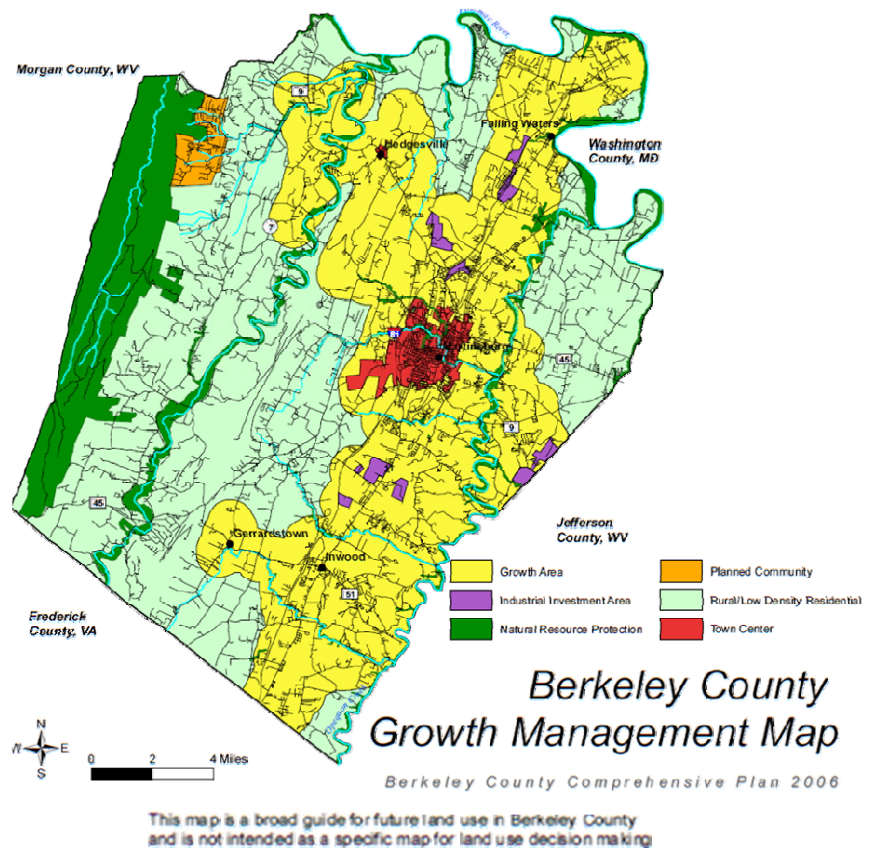 Potomac River
Morgan County, WV
9
Falling Waters
Hedgesville
Washington
County, MD
7
81
45
9
45
Jefferson
County, WV
Gerrardstown
Inwood
51
Growth Area
Planned Community
Industrial Investment Area
Rural/Low Density Residential
Natural Resource Protection
Town Center
Frederick
County, VA
Berkeley County
Growth Management Map
N
W
E
S
0
2
4 Miles
Berkeley County Comprehensive Plan 2006
This map is a broad guide for future land use in Berkeley County
and is not intended as a specific map for land use decision making